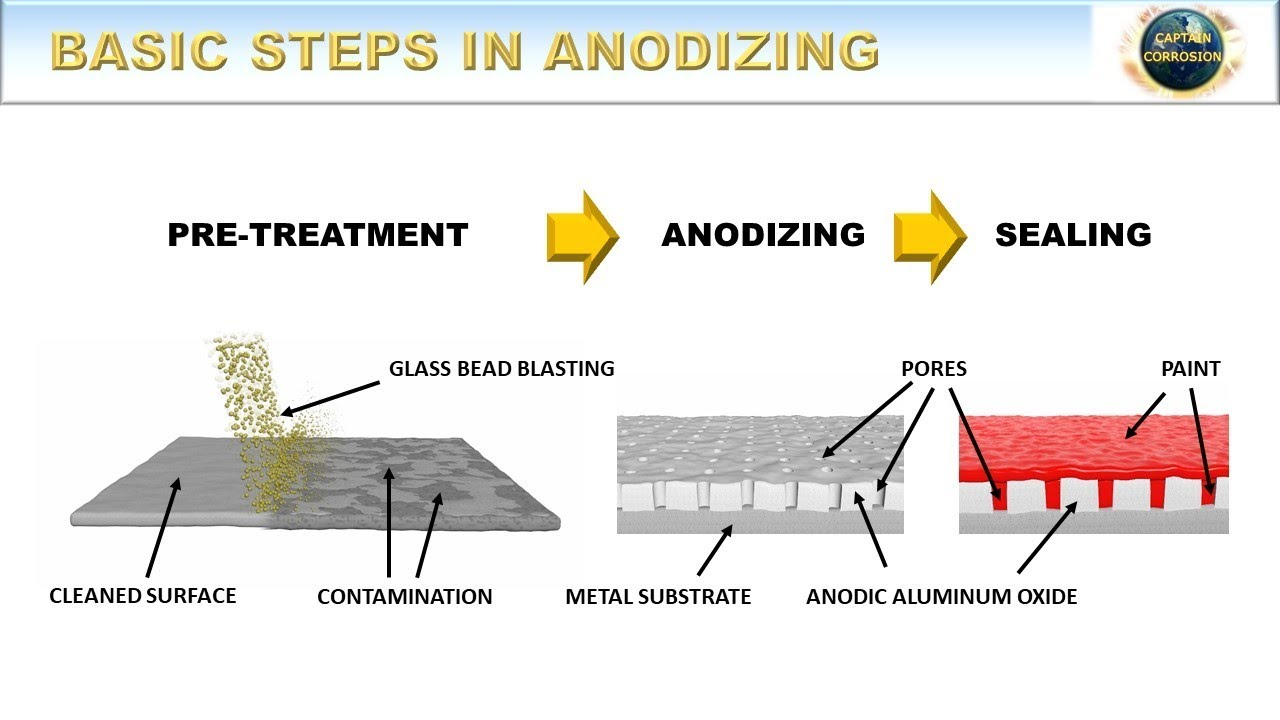 BASIC STEPS IN ANODIZING
CAPTAIN
CORROSION
PRE-TREATMENT
ANODIZING
SEALING
GLASS BEAD BLASTING
PORES
PAINT
CLEANED SURFACE
CONTAMINATION
METAL SUBSTRATE
ANODIC ALUMINUM OXIDE